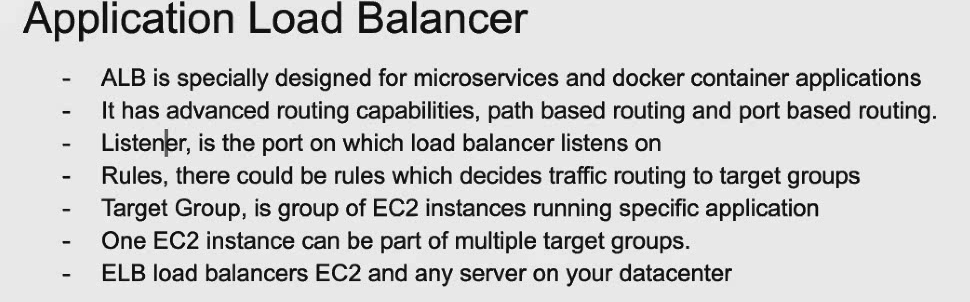 Application Load Balancer
- ALB is specially designed for microservices and docker container applications
- It has advanced routing capabilities, path based routing and port based routing.
- Listener, is the port on which load balancer listens on
- Rules, there could be rules which decides traffic routing to target groups
- Target Group, is group of EC2 instances running specific application
- One EC2 instance can be part of multiple target groups.
- ELB load balancers EC2 and any server on your datacenter